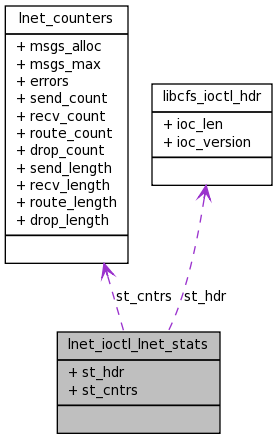 lnet_counters
+ msgs_alloc
+ msgs_max
+ errors
+ send_count
+ recv_count
+ route_count
+ drop_count
+ send_length
+ recv_length
+ route_length
+ drop_length
libcfs_ioctl_hdr
+ ioc_len
+ ioc_version
st_cntrs
st_hdr
lnet_ioctl_lnet_stats
+ st_hdr
+ st_cntrs